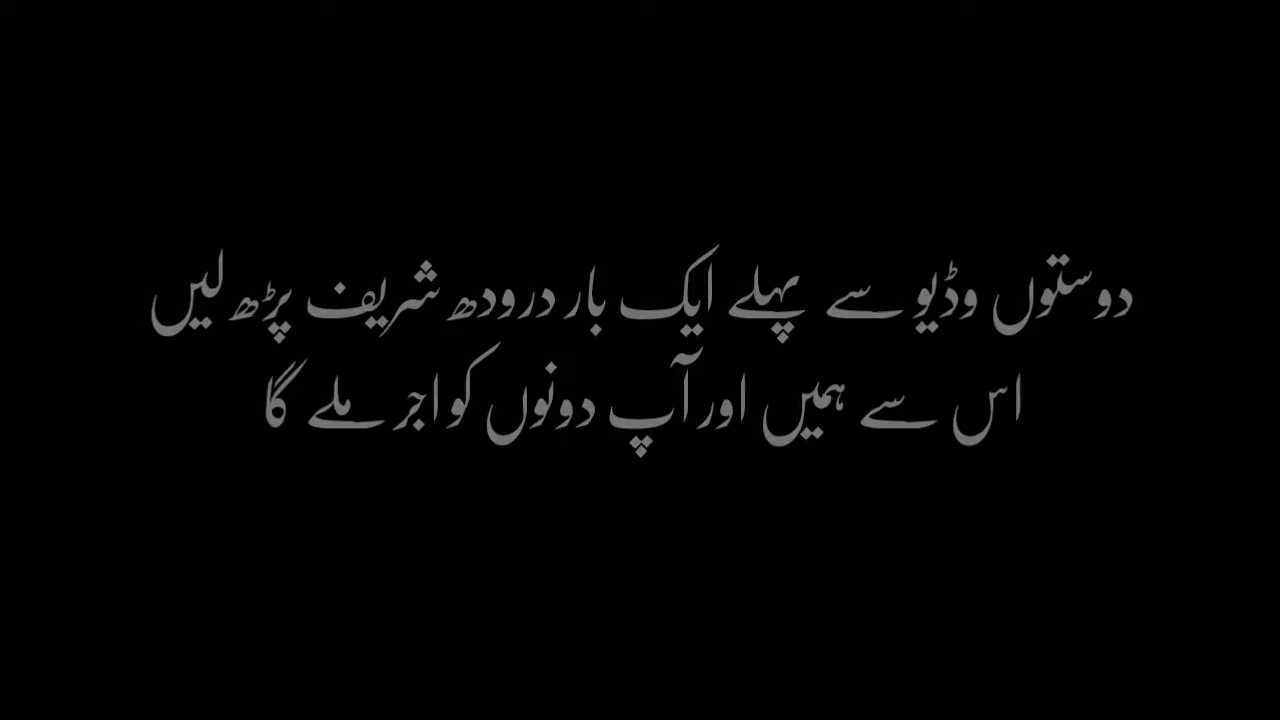 دوستوں وڈیو سے پہلے ایک بار درودھ شریف پڑھ لیں
اس سے ہمیں اور آپ دونوں کو اجر ملے گا